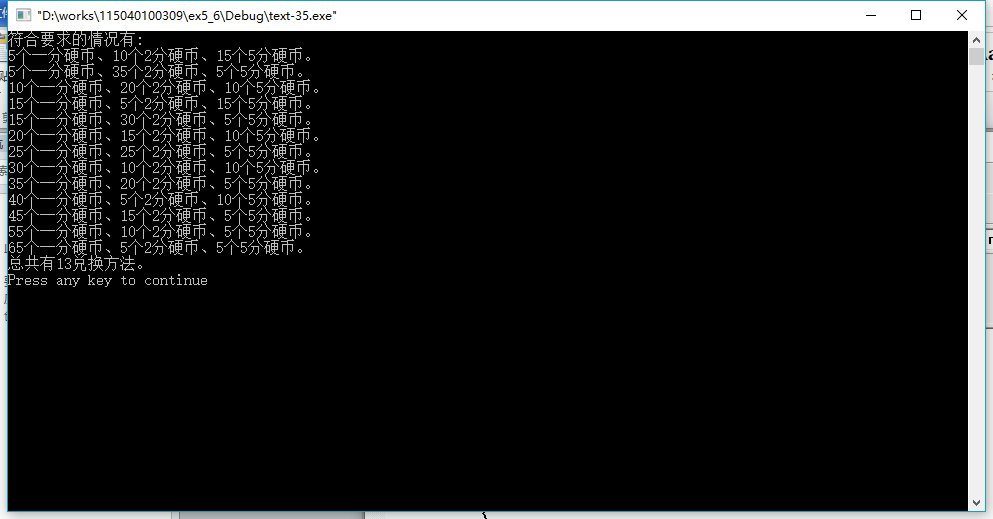 "D:\works\115040100309\ex5_6\Debug\text-35.exe"
符合要求的情况有:
5个一分硬币、10个2分硬币、15个5分硬币。
5个一分硬币、35个2分硬币、5个5分硬币。
10个一分硬币、20个2分硬币、10个5分硬币。
15个一分硬币、5个2分硬币、15个5分硬币。
15个一分硬币、30个2分硬币、5个5分硬币。
20个一分硬币、15个2分硬币、10个5分硬币。
25个一分硬币、25个2分硬币、5个5分硬币。
30个一分硬币、10个2分硬币、10个5分硬币。
35个一分硬币、20个2分硬币、5个5分硬币。
40个一分硬币、5个2分硬币、10个5分硬币。
45个一分硬币、15个2分硬币、5个5分硬币。
55个一分硬币、10个2分硬币、5个5分硬币。
65个一分硬币、5个2分硬币、5个5分硬币。
总共有13兑换方法。
Press any key to continue